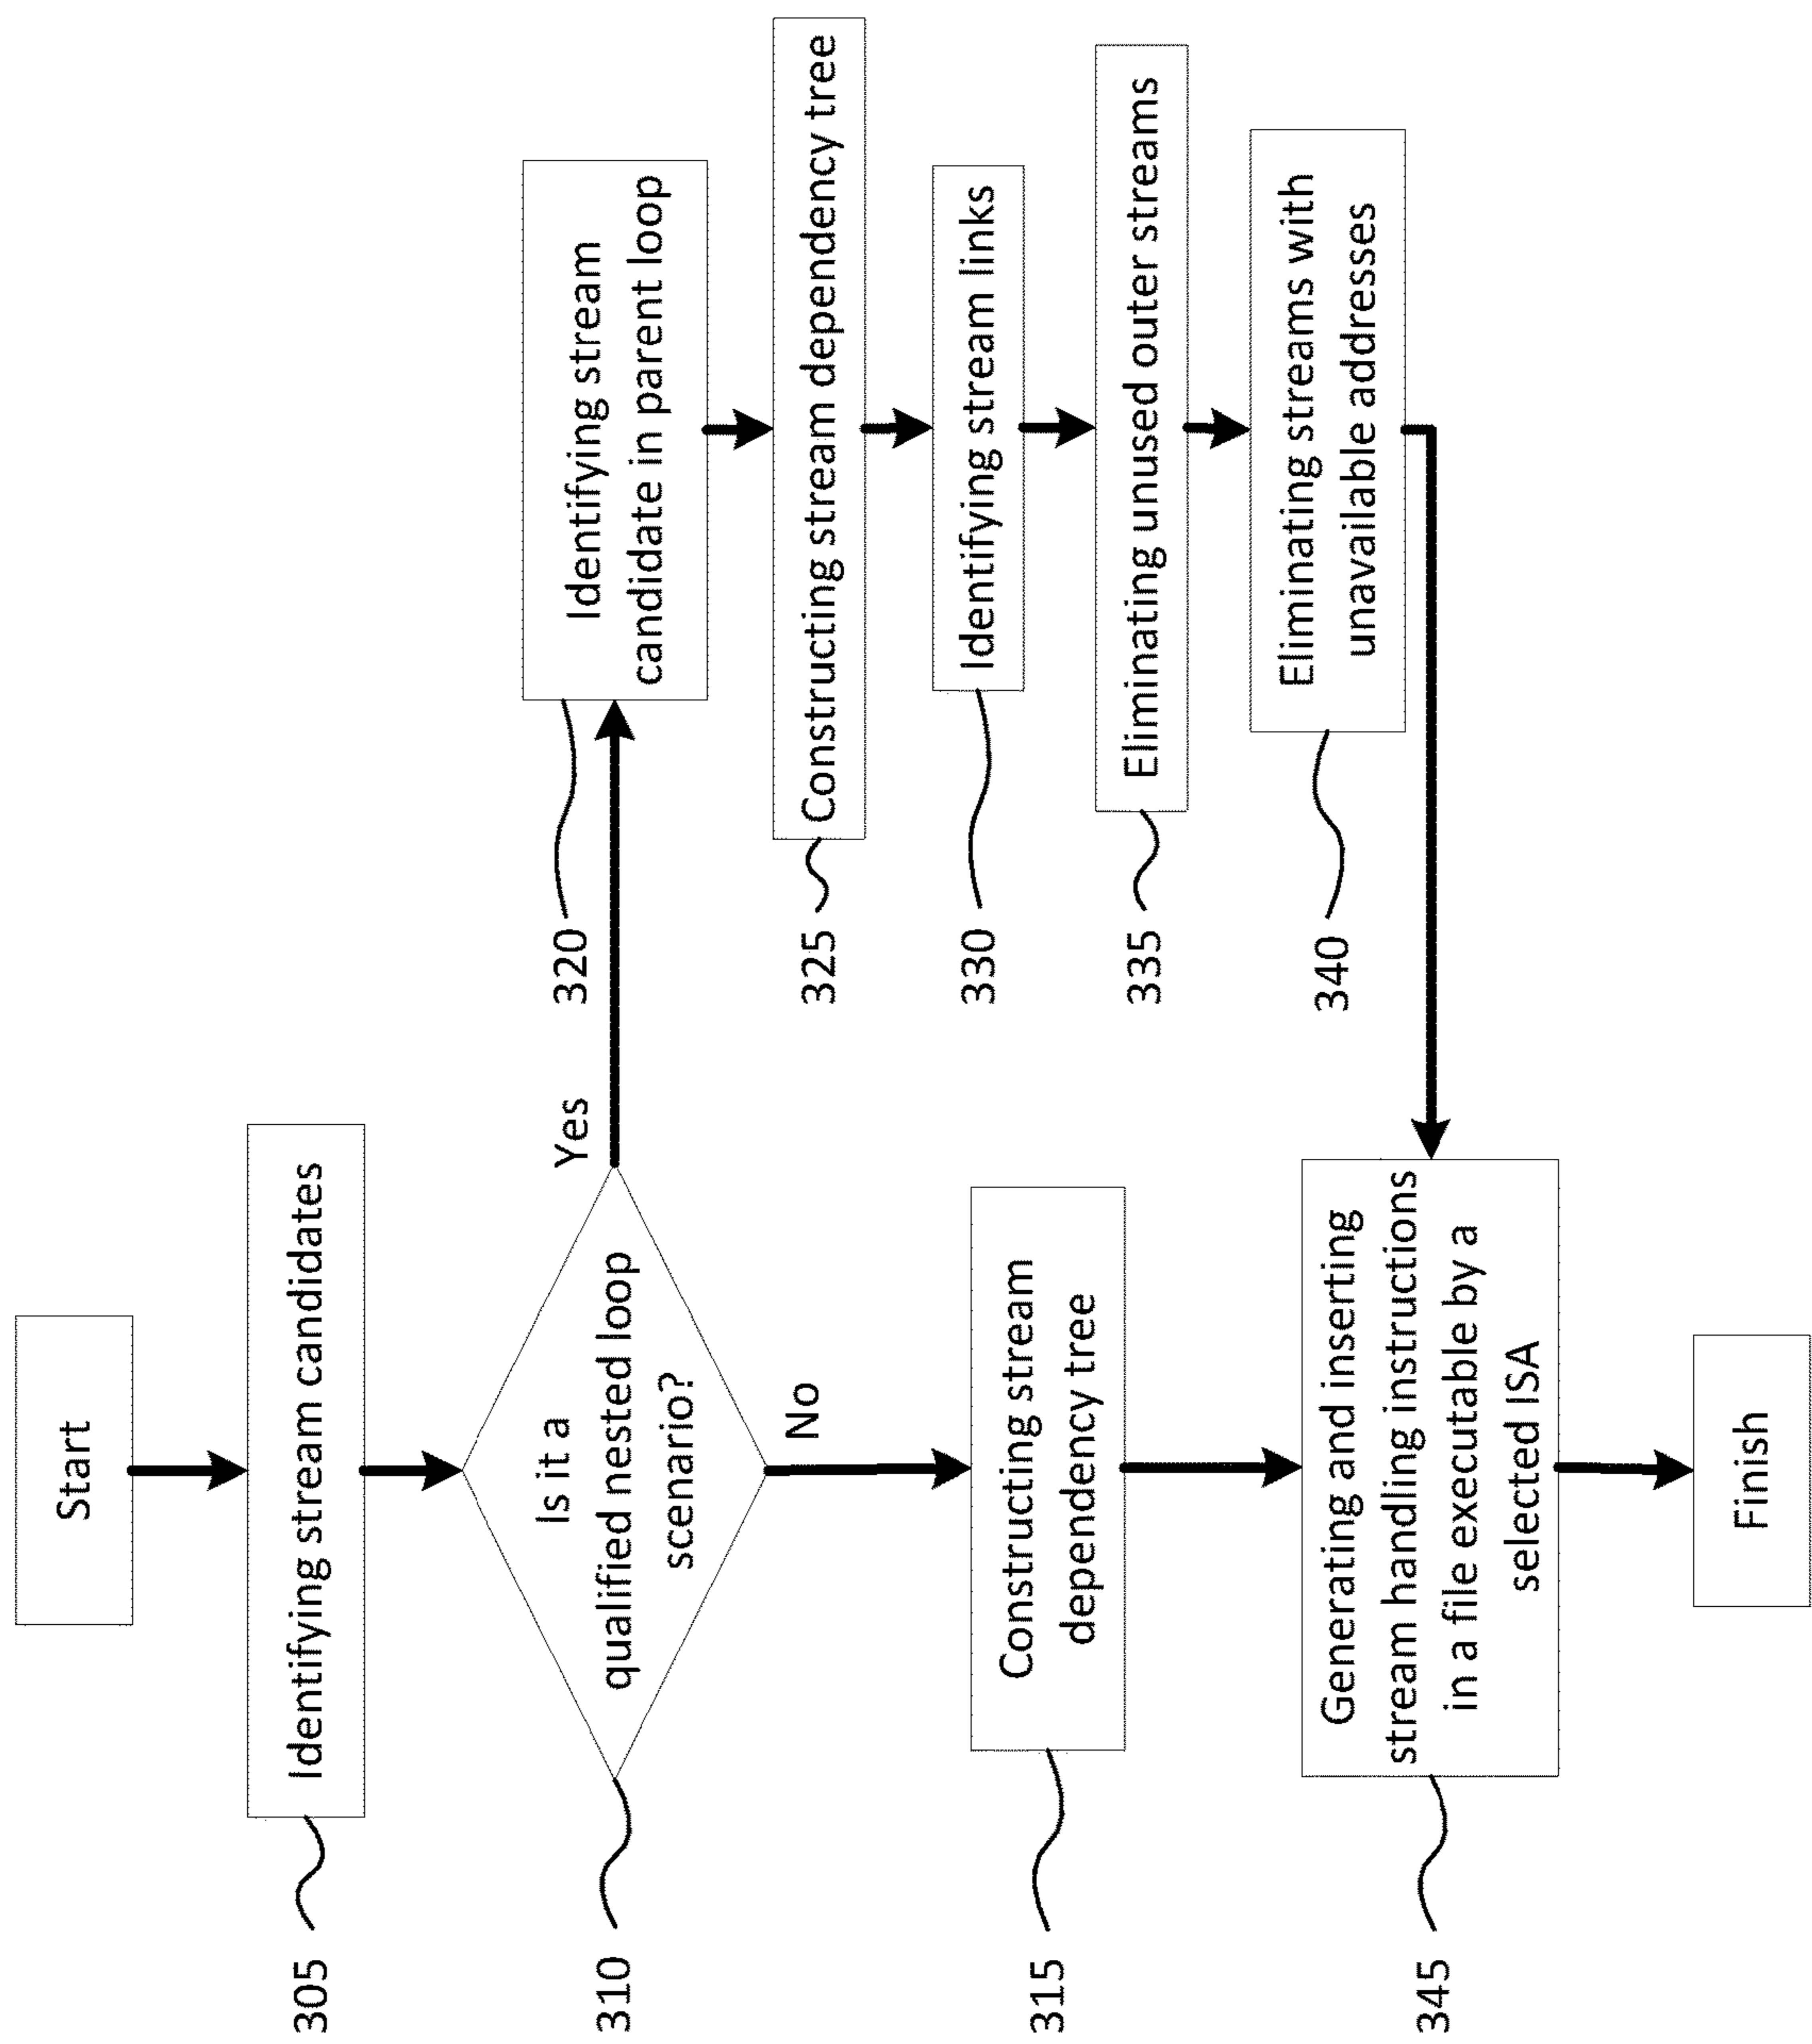 Start
305
Identifying stream candidates
310
Is it a
qualified nested loop
scenario?
Yes
No
315
Constructing stream
dependency tree
320
Identifying stream
candidate in parent loop
325
Constructing stream dependency tree
330
Identifying stream links
335
Eliminating unused outer streams
340
Eliminating streams with
unavailable addresses
345
Generating and inserting
stream handling instructions
in a file executable by a
selected ISA
Finish